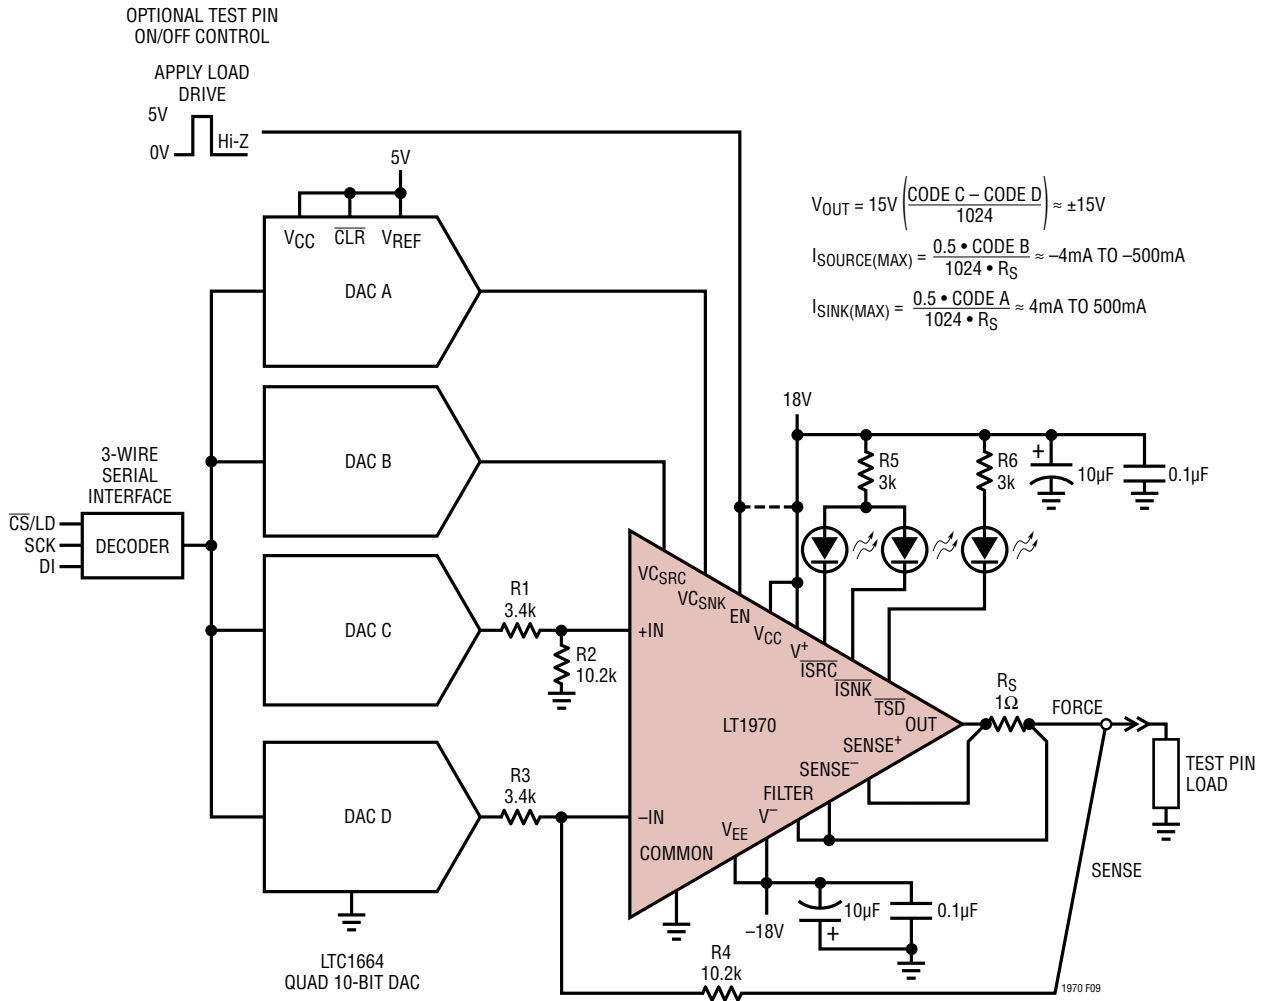 OPTIONAL TEST PIN
ON/OFF CONTROL
APPLY LOAD
DRIVE
5V
0V
Hi-Z
5V
VCC
CLR
VREF
DAC A
DAC B
DAC C
DAC D
3-WIRE
SERIAL
INTERFACE
CS/LD
SCK
DI
DECODER
LTC1664
QUAD 10-BIT DAC
R1
3.4k
R2
10.2k
R3
3.4k
R4
10.2k
VOUT = 15V (CODE C – CODE D / 1024) ≈ ±15V
ISOURCE(MAX) = 0.5 • CODE B / 1024 • RS ≈ –4mA TO –500mA
ISINK(MAX) = 0.5 • CODE A / 1024 • RS ≈ 4mA TO 500mA
18V
R5
3k
R6
3k
+
10µF
0.1µF
VCSRC
VCSNK
EN
VCC
V+
ISRC
ISNK
TSD
OUT
+IN
–IN
LT1970
SENSE+
SENSE–
FILTER
V–
VEE
COMMON
RS
1Ω
FORCE
TEST PIN
LOAD
SENSE
–18V
10µF
+
0.1µF
1970 F09